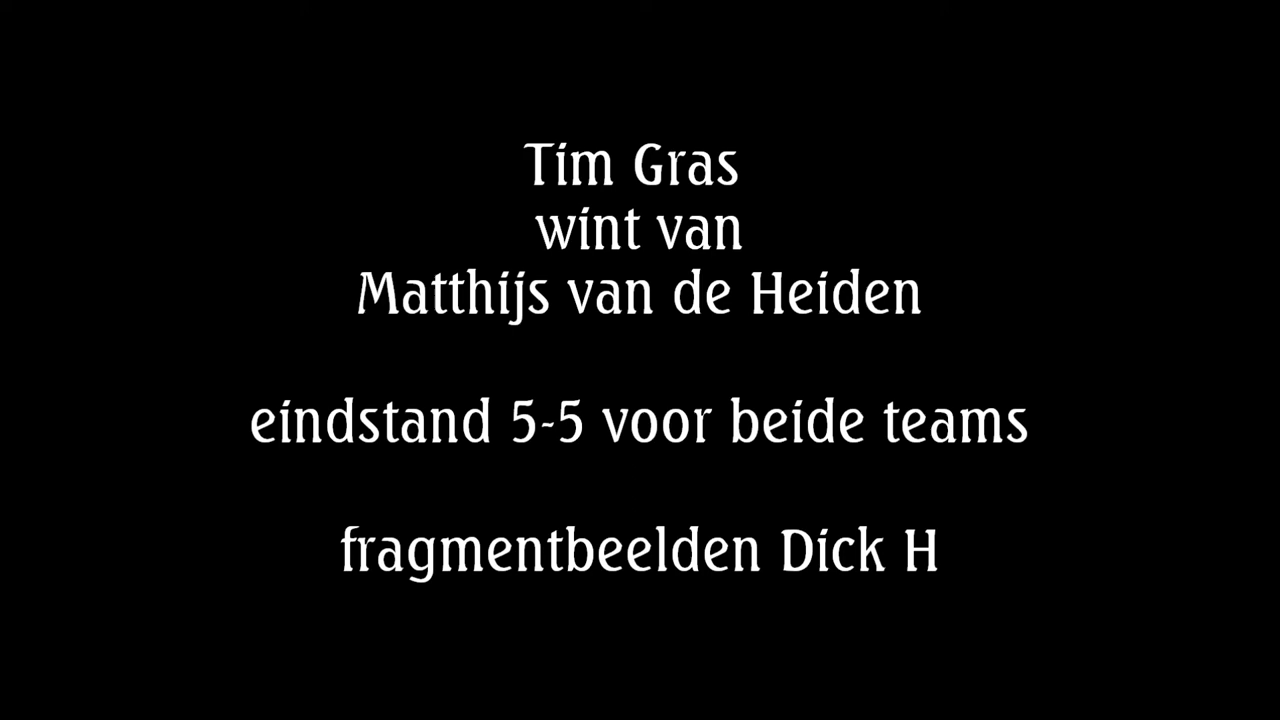 Tim Gras
wint van
Matthijs van de Heiden
eindstand 5-5 voor beide teams
fragmentbeelden Dick H